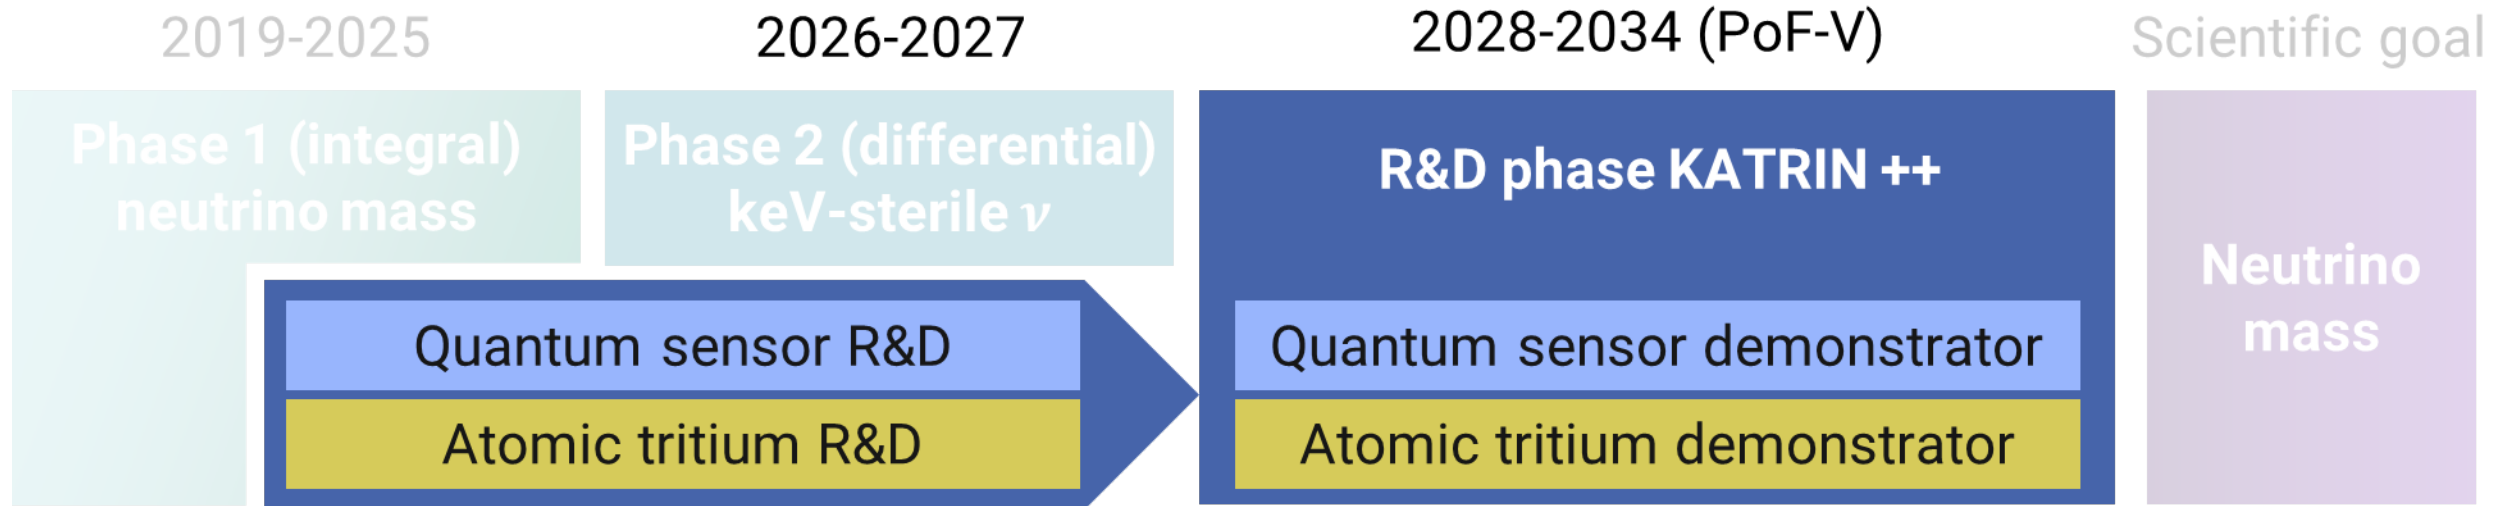 2019-2025
2026-2027
2028-2034 (PoF-V)
Scientific goal
Phase 1 (integral)
neutrino mass
Phase 2 (differential)
keV-sterile ν
R&D phase KATRIN ++
Quantum sensor R&D
Atomic tritium R&D
Quantum sensor demonstrator
Atomic tritium demonstrator
Neutrino
mass